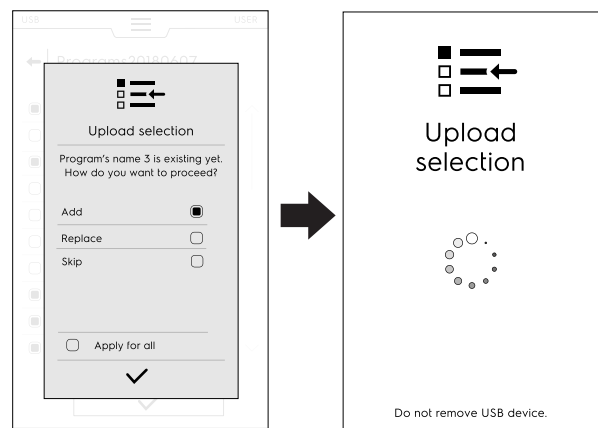 USB USER
Programs20180607
Upload selection
Program's name 3 is existing yet.
How do you want to proceed?
Add
Replace
Skip
Apply for all
Upload
selection
Do not remove USB device.